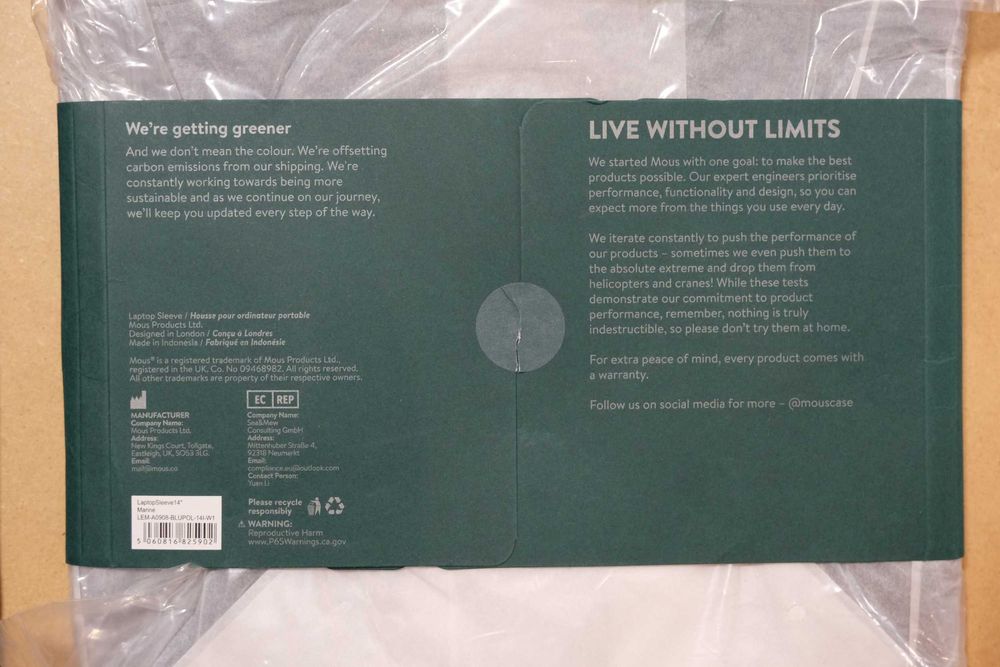 We're getting greener
And we don't mean the colour. We're offsetting
carbon emissions from our shipping. We're
constantly working towards being more
sustainable and as we continue on our journey,
we'll keep you updated every step of the way.
Laptop Sleeve / Housse pour ordinateur portable
Mous Products Ltd.
Designed in London / Conçu à Londres
Made in Indonesia / Fabriqué en Indonésie
Mous® is a registered trademark of Mous Products Ltd.,
registered in the UK. Co. No 09468982. All rights reserved.
All other trademarks are property of their respective owners.
MANUFACTURER
Company Name:
Mous Products Ltd,
Address:
New Kings Court, Tollgate,
Eastleigh, UK, SO53 3LG.
Email:
mail@mous.co
EC REP
Company Name:
Sea&Mew
Consulting GmbH
Address:
Mittenhuber Straße 4,
92318 Neumarkt
Email:
compliance.eu@outlook.com
Contact Person:
Yuan Li
LaptopSleeve14"
Marine
LEM-A0908-BLUPOL-14I-W1
5 060816 825902
Please recycle
responsibly
WARNING:
Reproductive Harm
www.P65Warnings.ca.gov
LIVE WITHOUT LIMITS
We started Mous with one goal: to make the best
products possible. Our expert engineers prioritise
performance, functionality and design, so you can
expect more from the things you use every day.
We iterate constantly to push the performance of
our products – sometimes we even push them to
the absolute extreme and drop them from
helicopters and cranes! While these tests
demonstrate our commitment to product
performance, remember, nothing is truly
indestructible, so please don't try them at home.
For extra peace of mind, every product comes with
a warranty.
Follow us on social media for more – @mouscase